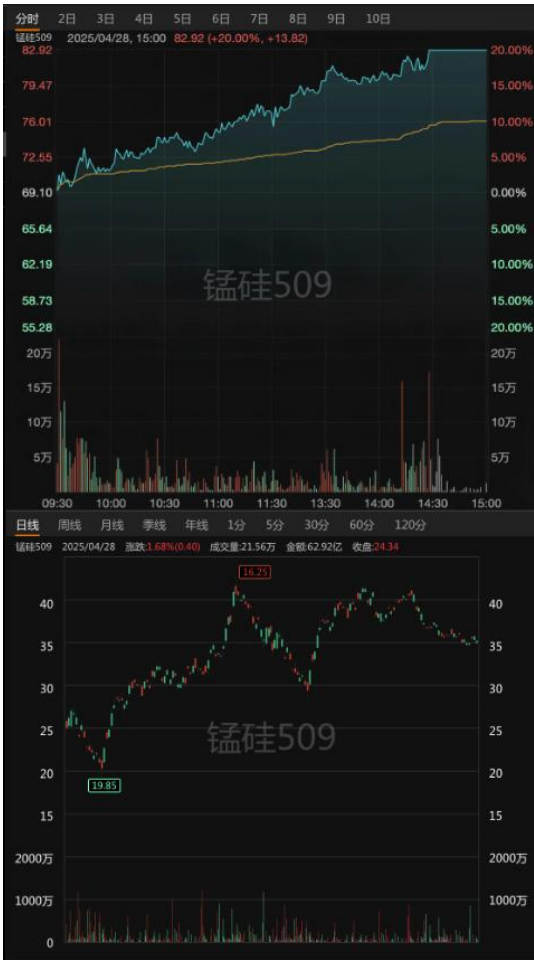 分时 2日 3日 4日 5日 6日 7日 8日 9日 10日
锰硅509 2025/04/28, 15:00 82.92 (+20.00%, +13.82)
82.92 20.00%
79.47 15.00%
76.01 10.00%
72.55 5.00%
69.10 0.00%
65.64 5.00%
62.19 10.00%
锰硅509
58.73 15.00%
55.28 20.00%
20万 20万
15万 15万
10万 10万
5万 5万
09:30 10:00 10:30 11:00 11:30 13:30 14:00 14:30 15:00
日线 周线 月线 季线 年线 1分 5分 30分 60分 120分
锰硅509 2025/04/28 涨跌:1.68%(0.40) 成交量:21.56万 金额:62.92亿 收盘:24.34
16.25
40 40
35 35
30 30
锰硅509
25 25
20 20
19.85
15 15
2000万 2000万
1000万 1000万
0 0